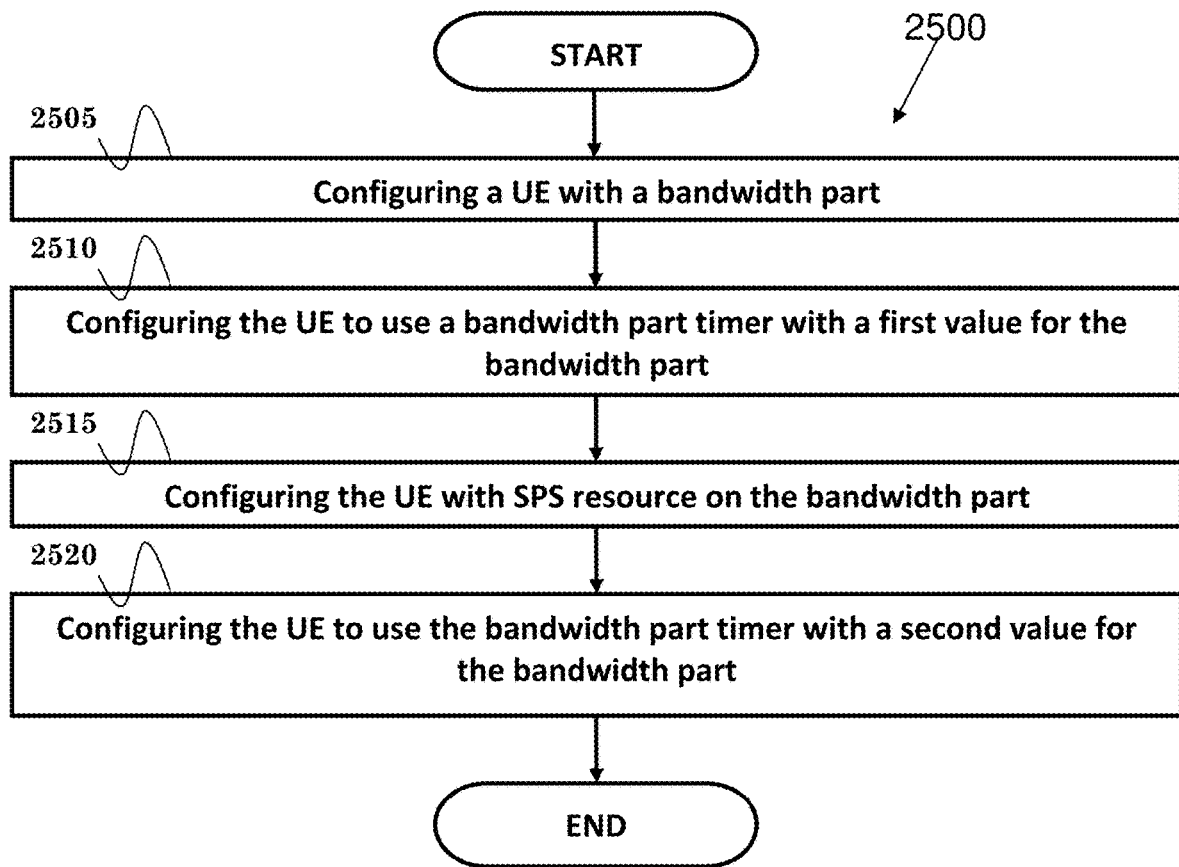 START
2500
2505
Configuring a UE with a bandwidth part
2510
Configuring the UE to use a bandwidth part timer with a first value for the
bandwidth part
2515
Configuring the UE with SPS resource on the bandwidth part
2520
Configuring the UE to use the bandwidth part timer with a second value for
the bandwidth part
END